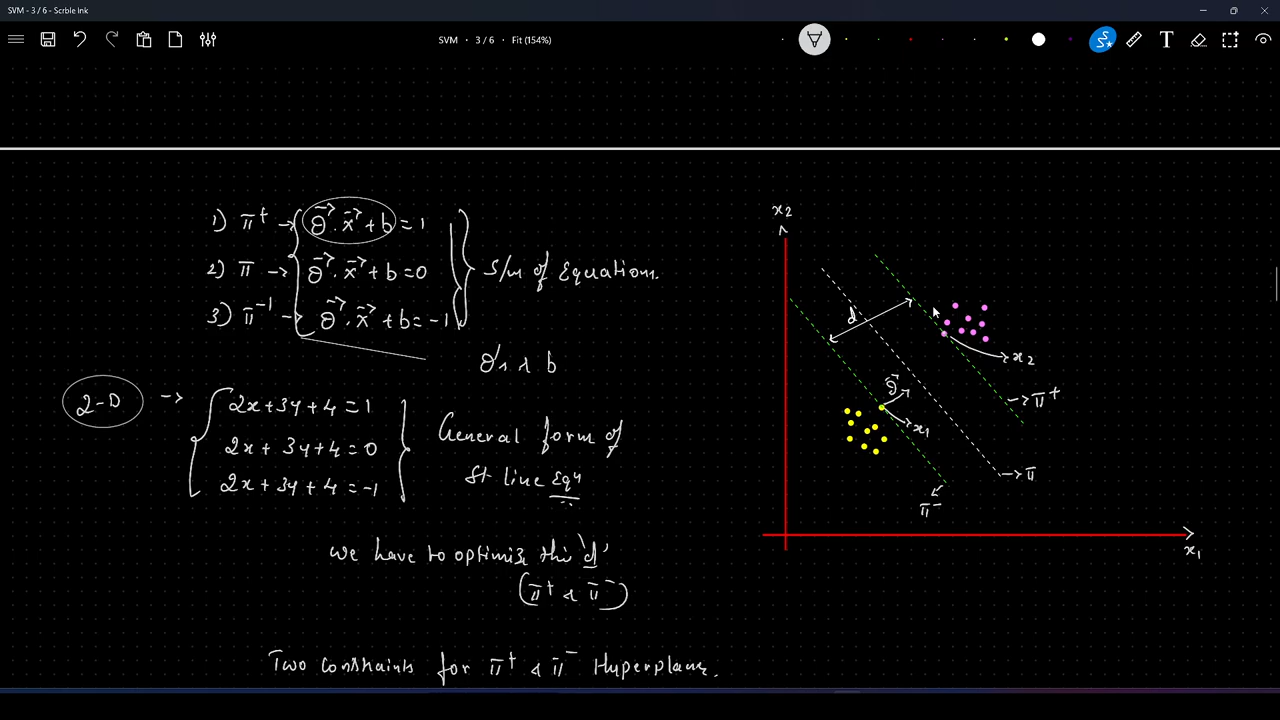 SVM - 3 / 6 - Scrble Ink
SVM • 3 / 6 • Fit (154%)
T
1) π⁺ → θ⃗. x⃗ + b = 1
2) π → θ⃗. x⃗ + b = 0
3) π⁻¹ → θ⃗. x⃗ + b = -1
S/m of Equations.
θ's & b
2-D → 2x+3y+4 = 1
2x + 3y+4 = 0
2x+3y+4 = -1
General form of
St line Eqⁿ
we have to optimize this 'd'
(π⁺ & π⁻)
Two constraints for π⁺ & π⁻ Hyperplane.
x₂
d
θ⃗
x₁
x₂
→ π⁺
→ π
π⁻
x₁